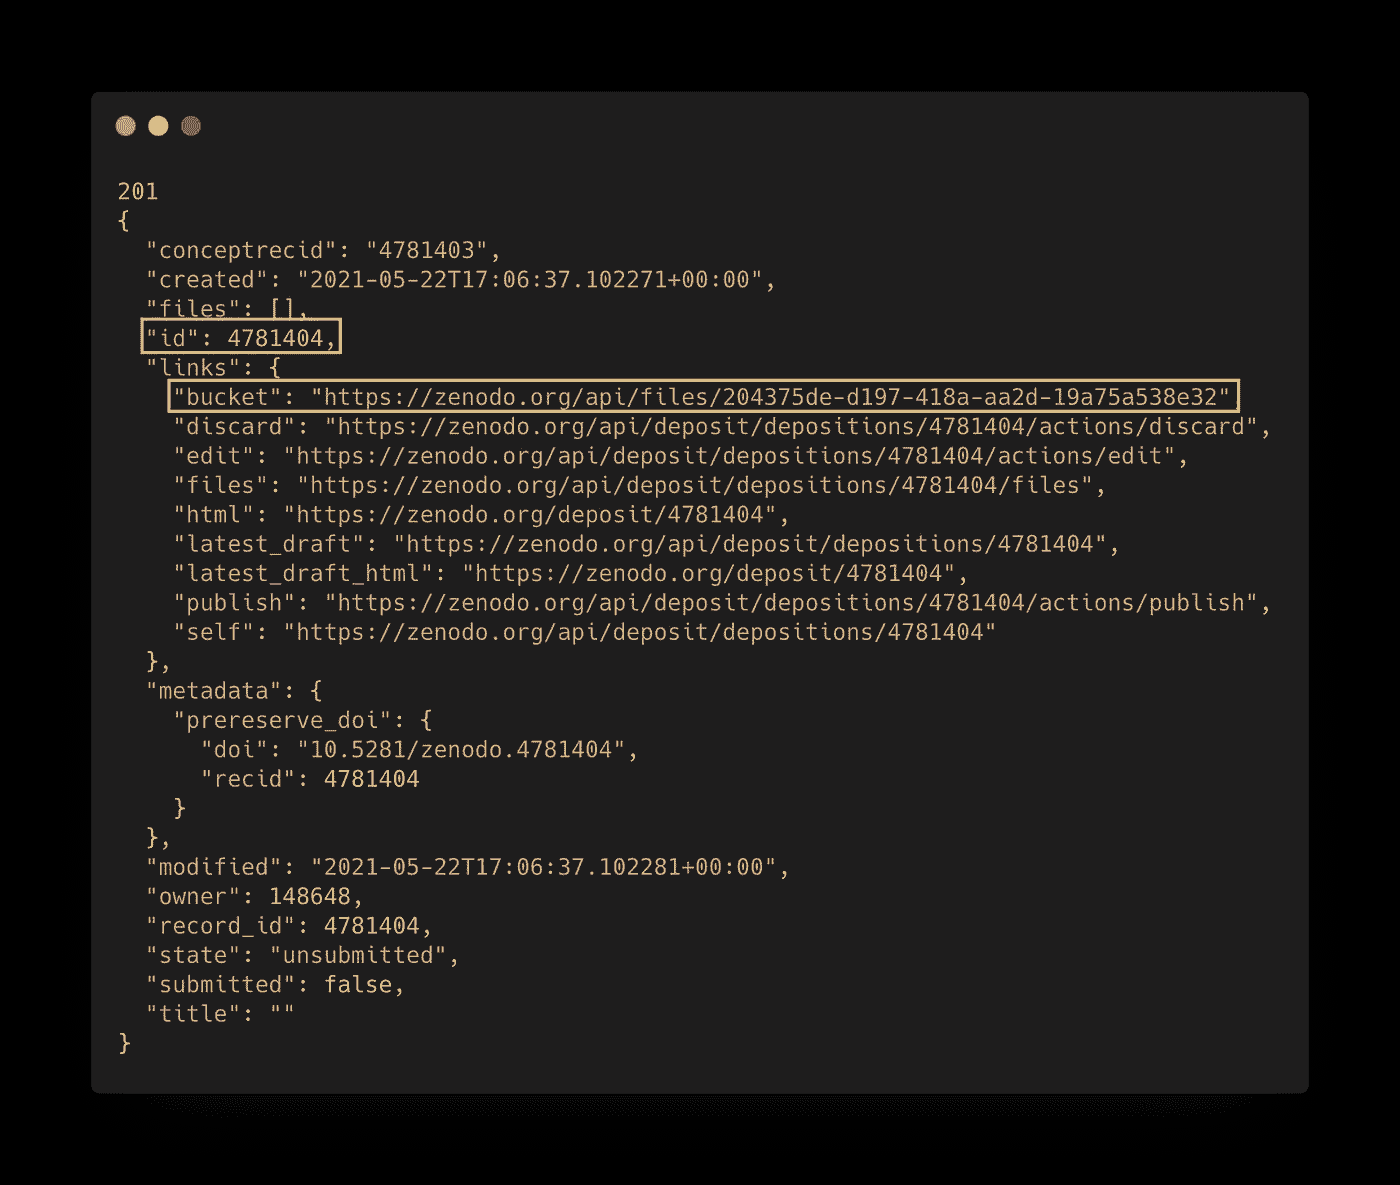 201
{
"conceptrecid": "4781403",
"created": "2021-05-22T17:06:37.102271+00:00",
"files": [],
"id": 4781404,
"links": {
"bucket": "https://zenodo.org/api/files/204375de-d197-418a-aa2d-19a75a538e32",
"discard": "https://zenodo.org/api/deposit/depositions/4781404/actions/discard",
"edit": "https://zenodo.org/api/deposit/depositions/4781404/actions/edit",
"files": "https://zenodo.org/api/deposit/depositions/4781404/files",
"html": "https://zenodo.org/deposit/4781404",
"latest_draft": "https://zenodo.org/api/deposit/depositions/4781404",
"latest_draft_html": "https://zenodo.org/deposit/4781404",
"publish": "https://zenodo.org/api/deposit/depositions/4781404/actions/publish",
"self": "https://zenodo.org/api/deposit/depositions/4781404"
},
"metadata": {
"prereserve_doi": {
"doi": "10.5281/zenodo.4781404",
"recid": 4781404
}
},
"modified": "2021-05-22T17:06:37.102281+00:00",
"owner": 148648,
"record_id": 4781404,
"state": "unsubmitted",
"submitted": false,
"title": ""
}